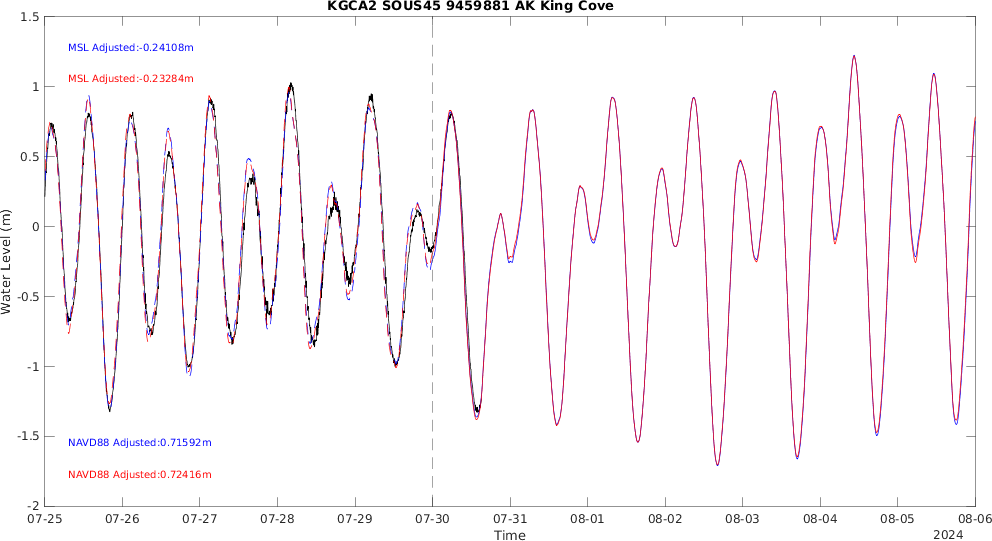 KGCA2 SOUS45 9459881 AK King Cove
1.5
MSL Adjusted:-0.24108m
MSL Adjusted:-0.23284m
1
0.5
0
-0.5
-1
-1.5
-2
Water Level (m)
NAVD88 Adjusted:0.71592m
NAVD88 Adjusted:0.72416m
07-25 07-26 07-27 07-28 07-29 07-30 07-31 08-01 08-02 08-03 08-04 08-05 08-06
Time
2024